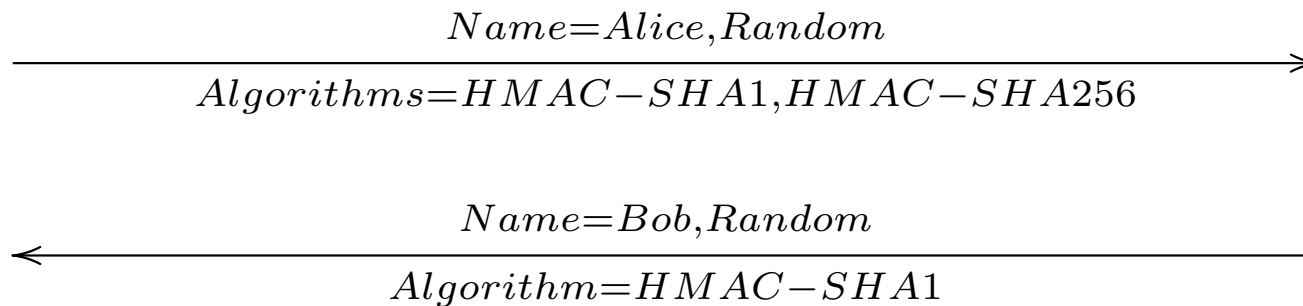 Name=Alice,Random
Algorithms=HMAC−SHA1,HMAC−SHA256
Name=Bob,Random
Algorithm=HMAC−SHA1